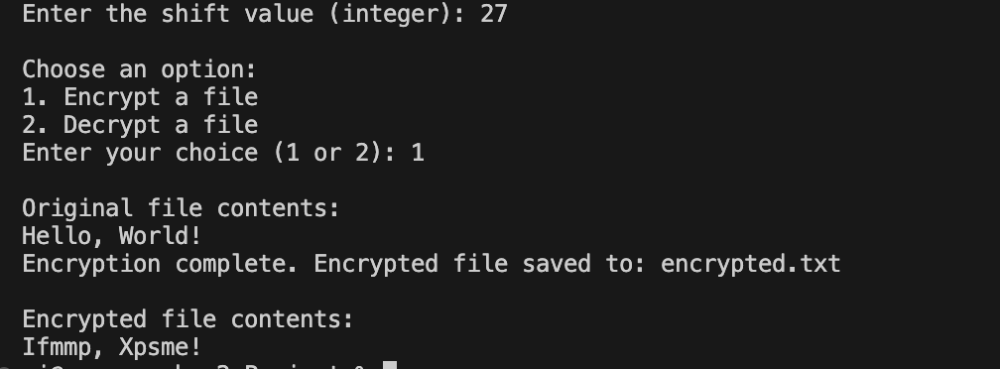 Enter the shift value (integer): 27
Choose an option:
1. Encrypt a file
2. Decrypt a file
Enter your choice (1 or 2): 1
Original file contents:
Hello, World!
Encryption complete. Encrypted file saved to: encrypted.txt
Encrypted file contents:
Ifmmp, Xpsme!